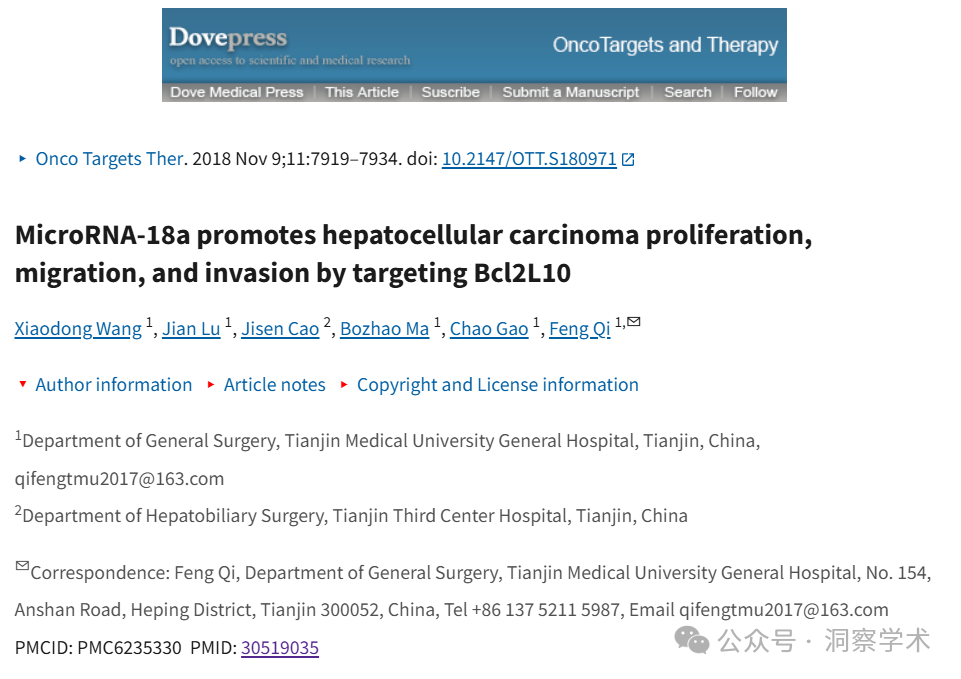 Dovepress
open access to scientific and medical research
OncoTargets and Therapy
Dove Medical Press | This Article | Suscribe | Submit a Manuscript | Search | Follow
Onco Targets Ther. 2018 Nov 9;11:7919–7934. doi: 10.2147/OTT.S180971
MicroRNA-18a promotes hepatocellular carcinoma proliferation,
migration, and invasion by targeting Bcl2L10
Xiaodong Wang 1, Jian Lu 1, Jisen Cao 2, Bozhao Ma 1, Chao Gao 1, Feng Qi 1,✉
Author information Article notes Copyright and License information
1Department of General Surgery, Tianjin Medical University General Hospital, Tianjin, China,
qifengtmu2017@163.com
2Department of Hepatobiliary Surgery, Tianjin Third Center Hospital, Tianjin, China
✉Correspondence: Feng Qi, Department of General Surgery, Tianjin Medical University General Hospital, No. 154,
Anshan Road, Heping District, Tianjin 300052, China, Tel +86 137 5211 5987, Email qifengtmu2017@163.com
PMCID: PMC6235330 PMID: 30519035
公众号 · 洞察学术